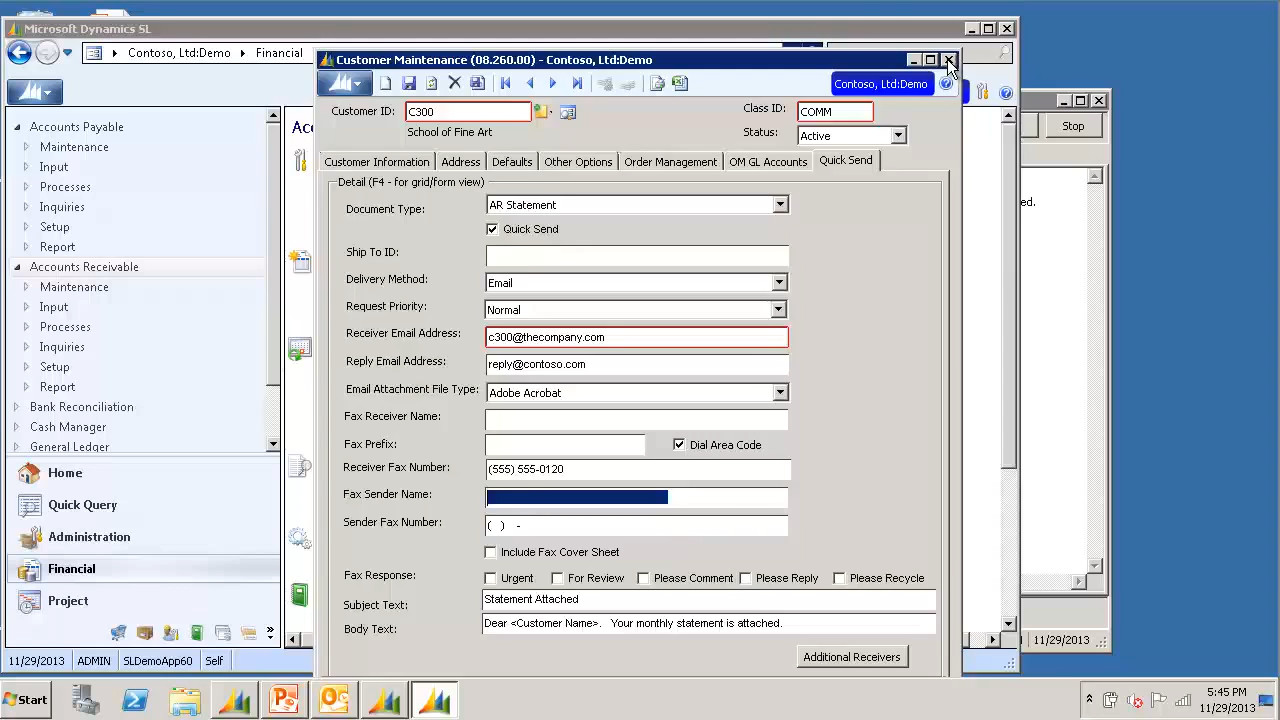 Microsoft Dynamics SL
Contoso, Ltd:Demo
Financial
Customer Maintenance (08.260.00) - Contoso, Ltd:Demo
Contoso, Ltd:Demo
Customer ID:
C300
School of Fine Art
Class ID:
COMM
Status:
Active
Stop
Customer Information
Address
Defaults
Other Options
Order Management
OM GL Accounts
Quick Send
Detail (F4 - for grid/form view)
Document Type:
AR Statement
Quick Send
Ship To ID:
Delivery Method:
Email
Request Priority:
Normal
Receiver Email Address:
c300@thecompany.com
Reply Email Address:
reply@contoso.com
Email Attachment File Type:
Adobe Acrobat
Fax Receiver Name:
Fax Prefix:
Dial Area Code
Receiver Fax Number:
(555) 555-0120
Fax Sender Name:
Sender Fax Number:
( ) -
Include Fax Cover Sheet
Fax Response:
Urgent
For Review
Please Comment
Please Reply
Please Recycle
Subject Text:
Statement Attached
Body Text:
Dear <Customer Name>. Your monthly statement is attached.
Additional Receivers
Accounts Payable
Maintenance
Input
Processes
Inquiries
Setup
Report
Accounts Receivable
Maintenance
Input
Processes
Inquiries
Setup
Report
Bank Reconciliation
Cash Manager
General Ledger
Home
Quick Query
Administration
Financial
Project
11/29/2013
ADMIN
SLDemoApp60
Self
11/29/2013
Start
5:45 PM
11/29/2013